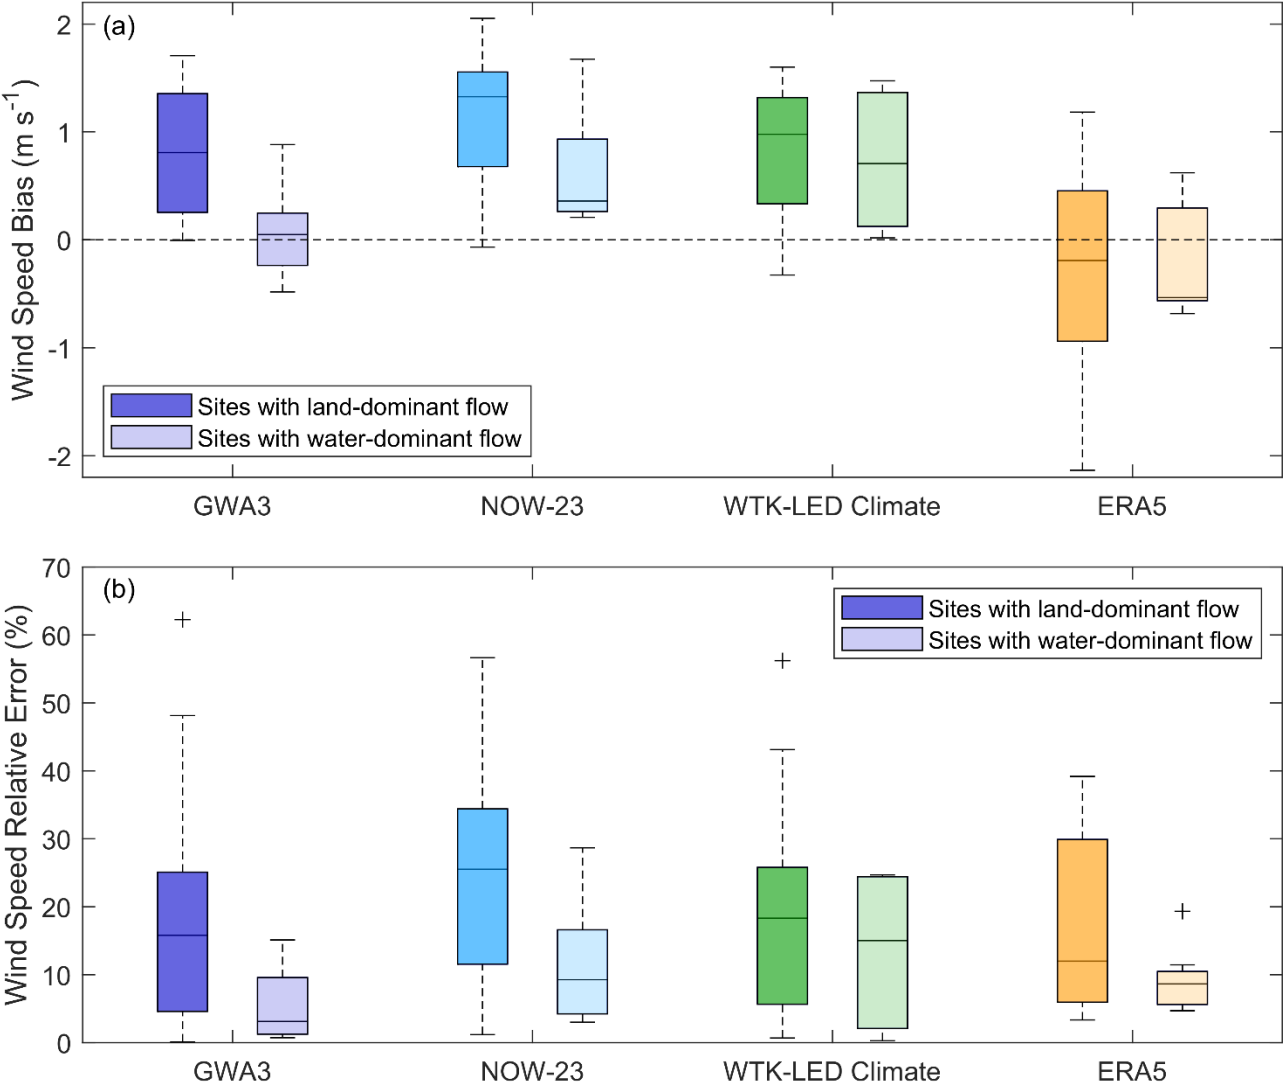 (a)
Wind Speed Bias (m s⁻¹)
2
1
0
-1
-2
Sites with land-dominant flow
Sites with water-dominant flow
GWA3 NOW-23 WTK-LED Climate ERA5
(b)
Wind Speed Relative Error (%)
70
60
50
40
30
20
10
0
Sites with land-dominant flow
Sites with water-dominant flow
GWA3 NOW-23 WTK-LED Climate ERA5